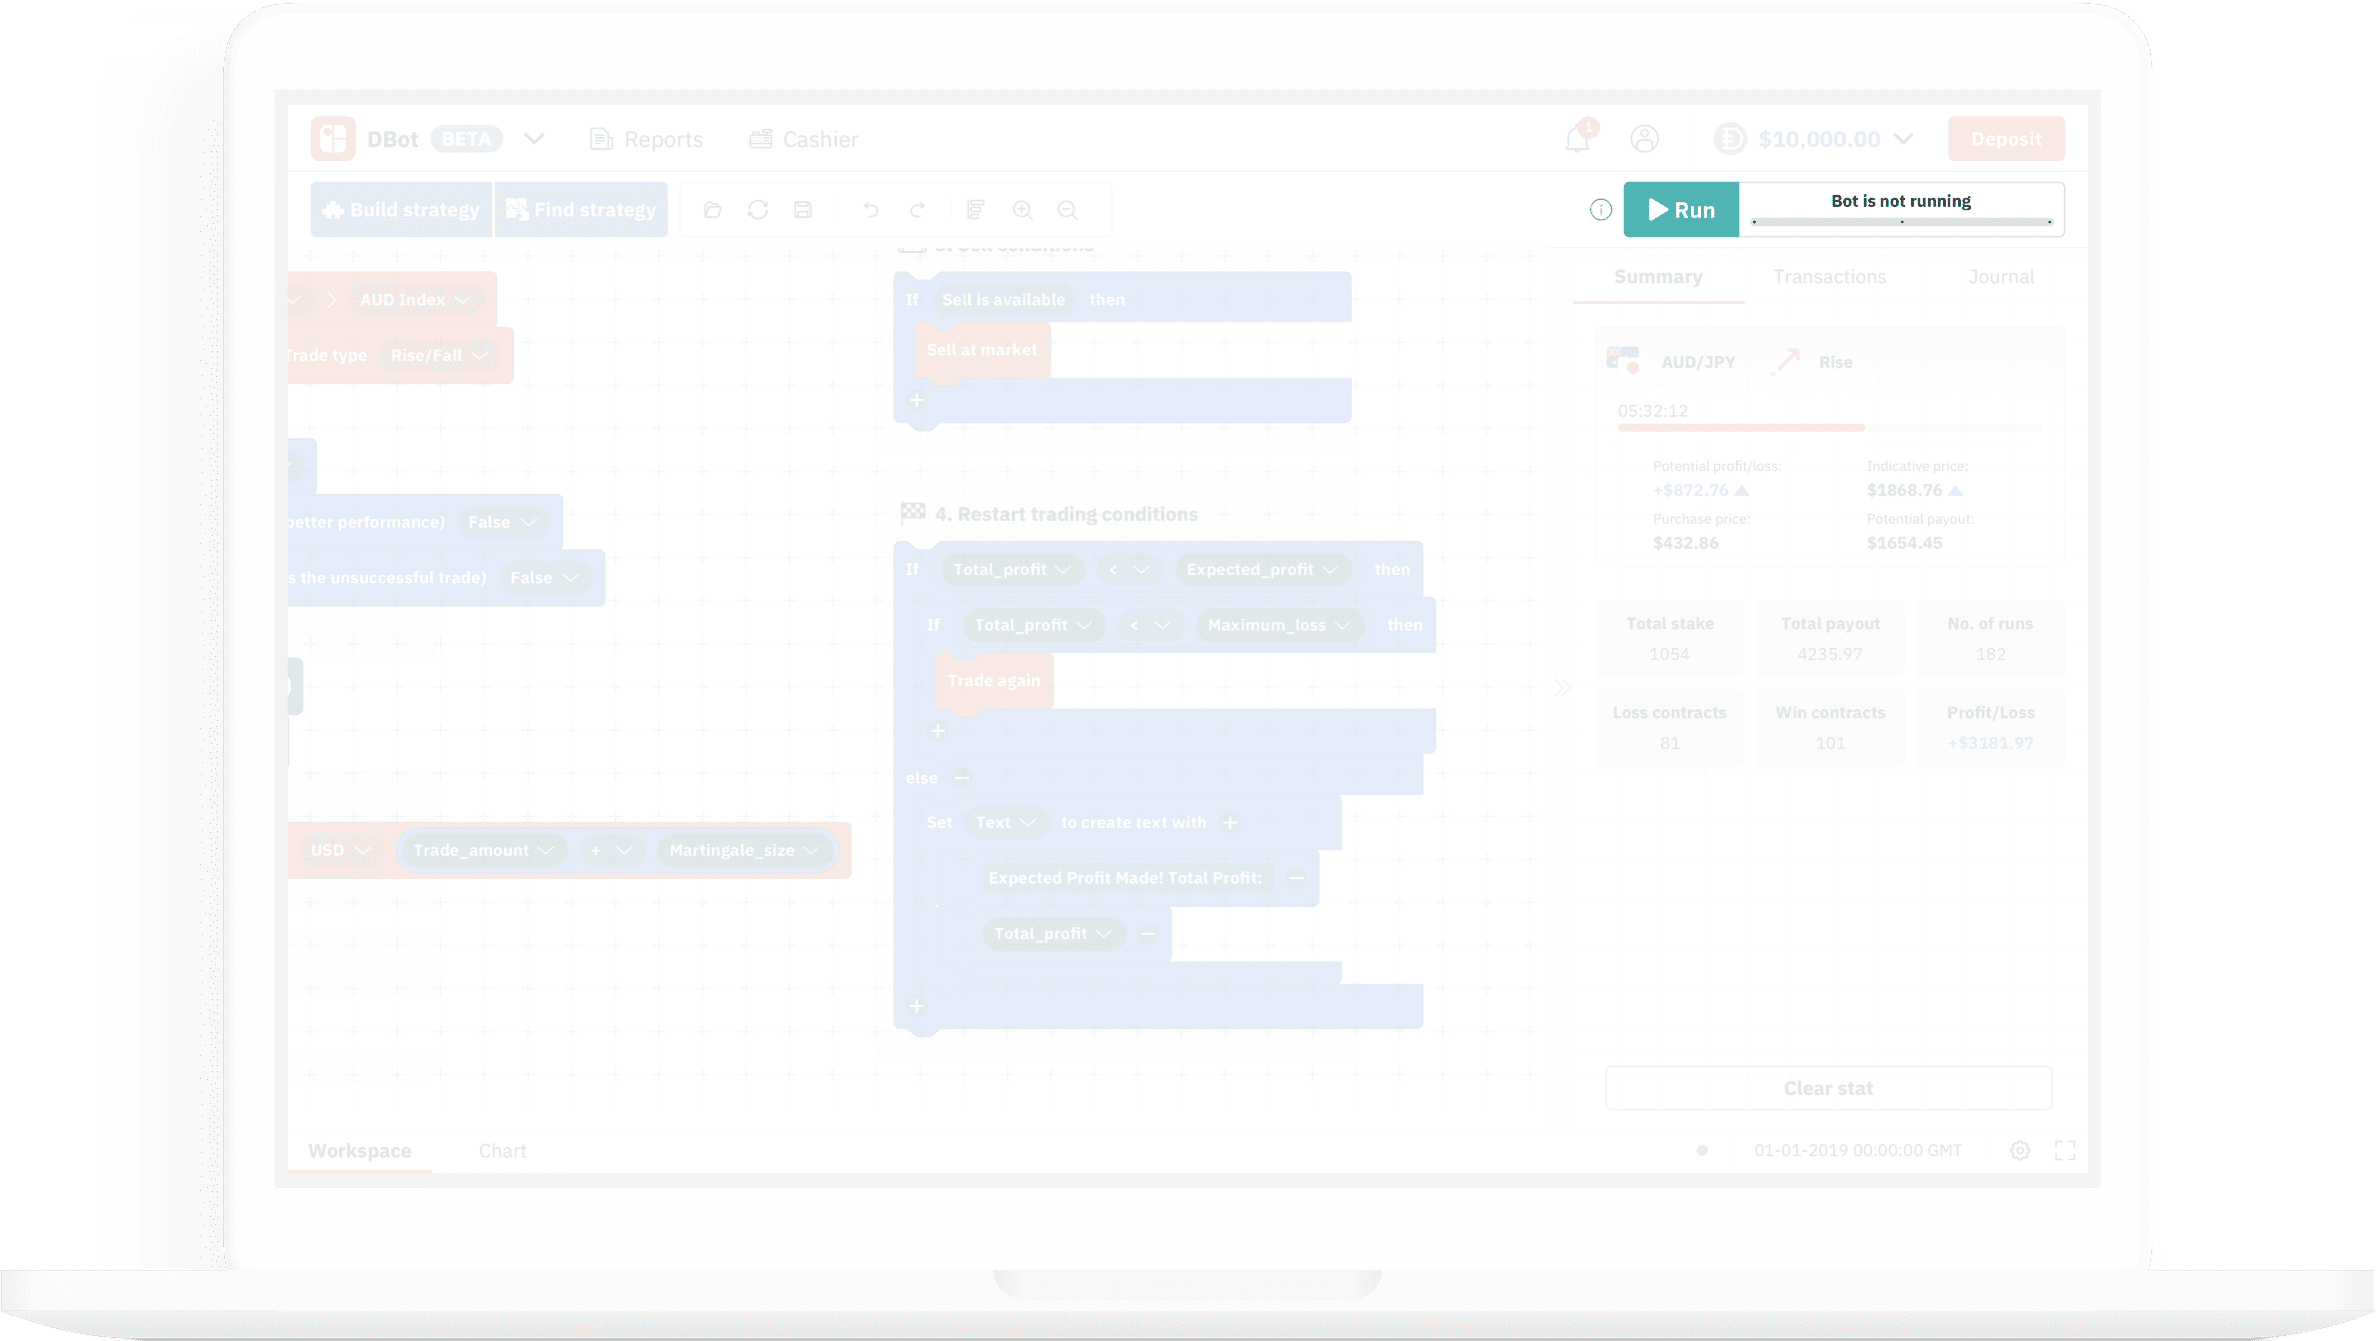 DBot BETA Reports Cashier 1 $10,000.00 Deposit
Build strategy Find strategy Run Bot is not running
3. Sell conditions
AUD Index
Trade type Rise/Fall
better performance) False
s the unsuccessful trade) False
USD Trade_amount + Martingale_size
If Sell is available then
Sell at market
4. Restart trading conditions
If Total_profit < Expected_profit then
If Total_profit < Maximum_loss then
Trade again
else
Set Text to create text with
Expected Profit Made! Total Profit:
Total_profit
Summary Transactions Journal
AUD/JPY Rise
05:32:12
Potential profit/loss: Indicative price:
+$872.76 $1868.76
Purchase price: Potential payout:
$432.86 $1654.45
Total stake Total payout No. of runs
1054 4235.97 182
Loss contracts Win contracts Profit/Loss
81 101 +$3181.97
Clear stat
Workspace Chart 01-01-2019 00:00:00 GMT